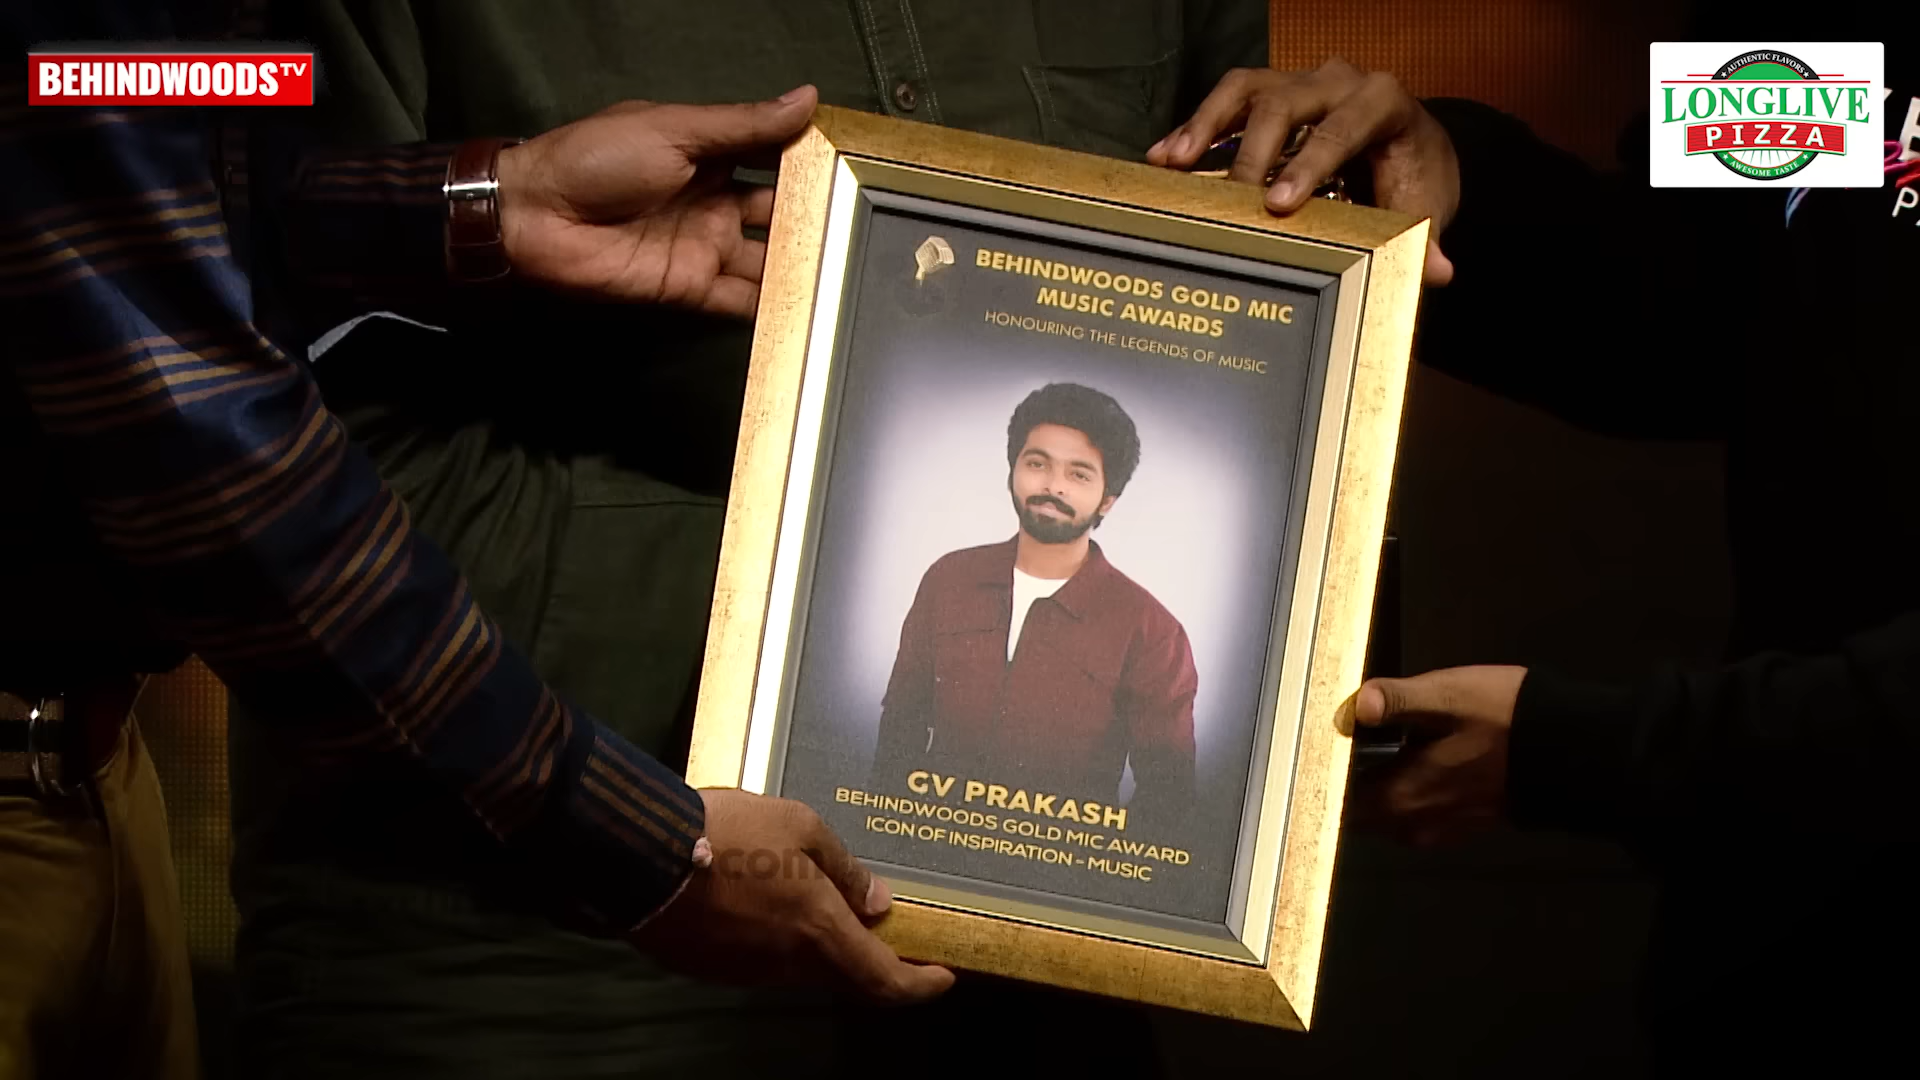 BEHINDWOODS TV
AUTHENTIC FLAVORS
LONGLIVE
PIZZA
AWESOME TASTE
BEHINDWOODS GOLD MIC
MUSIC AWARDS
HONOURING THE LEGENDS OF MUSIC
GV PRAKASH
BEHINDWOODS GOLD MIC AWARD
ICON OF INSPIRATION - MUSIC
.com